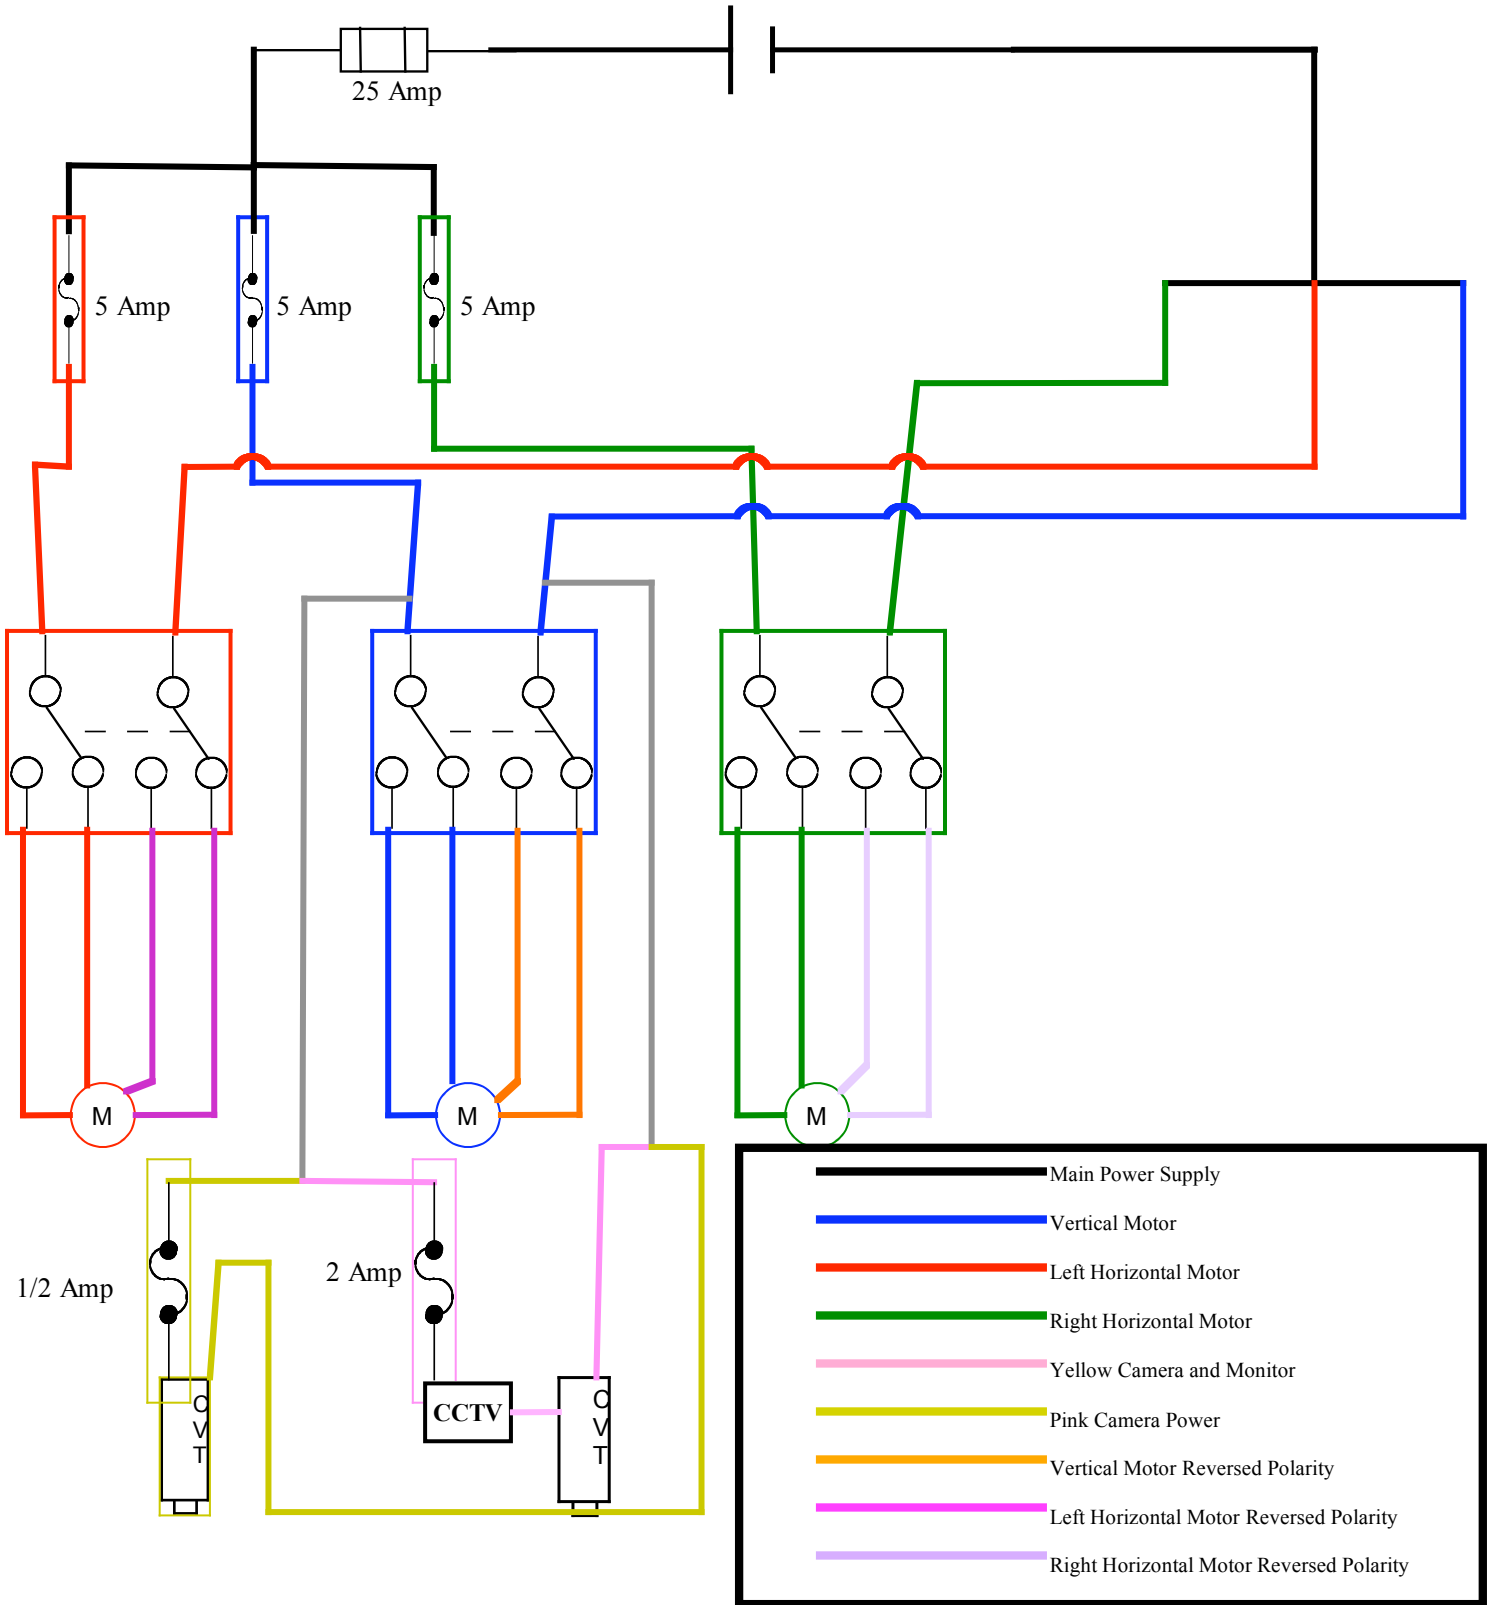 25 Amp
5 Amp
5 Amp
5 Amp
M
M
M
1/2 Amp
2 Amp
C
V
T
CCTV
C
V
T
Main Power Supply
Vertical Motor
Left Horizontal Motor
Right Horizontal Motor
Yellow Camera and Monitor
Pink Camera Power
Vertical Motor Reversed Polarity
Left Horizontal Motor Reversed Polarity
Right Horizontal Motor Reversed Polarity